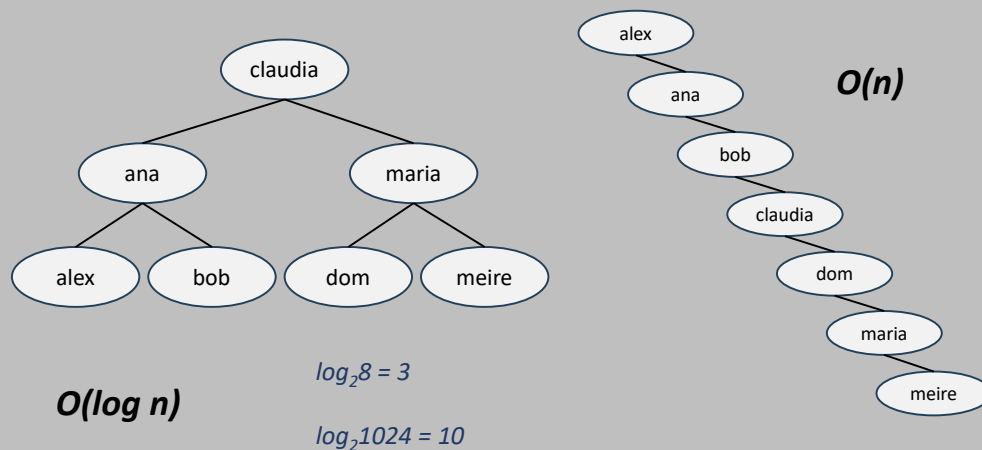 claudia
ana
maria
alex
bob
dom
meire
O(log n)
log₂8 = 3
log₂1024 = 10
alex
ana
bob
claudia
dom
maria
meire
O(n)